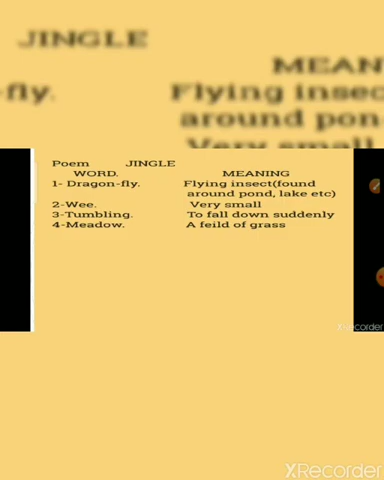 JINGLE
MEAN
-fly.
Flying insec
around pon
Very small
Poem JINGLE
WORD. MEANING
1- Dragon-fly. Flying insect(found
around pond, lake etc)
2-Wee. Very small
3-Tumbling. To fall down suddenly
4-Meadow. A feild of grass
XRecorder
XRecorder